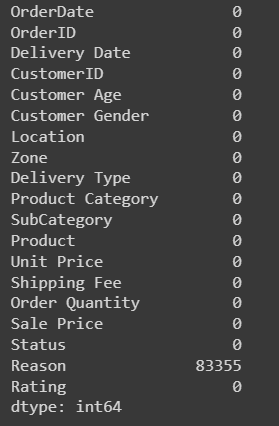 OrderDate 0
OrderID 0
Delivery Date 0
CustomerID 0
Customer Age 0
Customer Gender 0
Location 0
Zone 0
Delivery Type 0
Product Category 0
SubCategory 0
Product 0
Unit Price 0
Shipping Fee 0
Order Quantity 0
Sale Price 0
Status 0
Reason 83355
Rating 0
dtype: int64